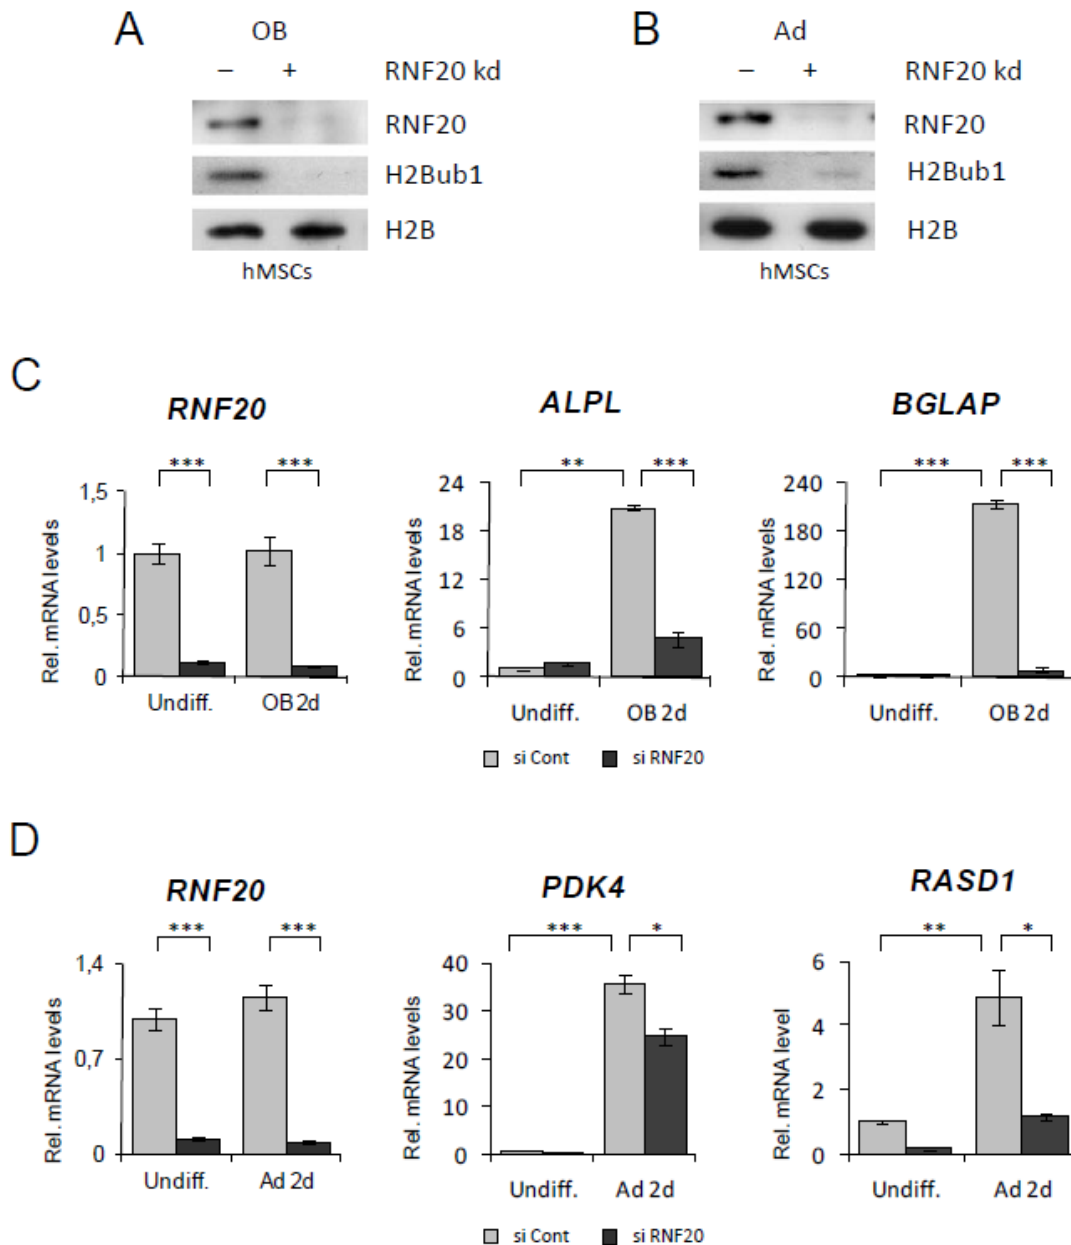 A OB
– + RNF20 kd
RNF20
H2Bub1
H2B
hMSCs
B Ad
– + RNF20 kd
RNF20
H2Bub1
H2B
hMSCs
C
RNF20
*** ***
Rel. mRNA levels
1,5
1
0,5
0
Undiff. OB 2d
ALPL
** ***
Rel. mRNA levels
24
18
12
6
0
Undiff. OB 2d
BGLAP
*** ***
Rel. mRNA levels
240
180
120
60
0
Undiff. OB 2d
si Cont si RNF20
D
RNF20
*** ***
Rel. mRNA levels
1,4
0,7
0
Undiff. Ad 2d
PDK4
*** *
Rel. mRNA levels
40
30
20
10
0
Undiff. Ad 2d
RASD1
** *
Rel. mRNA level
6
4
2
0
Undiff. Ad 2d
si Cont si RNF20